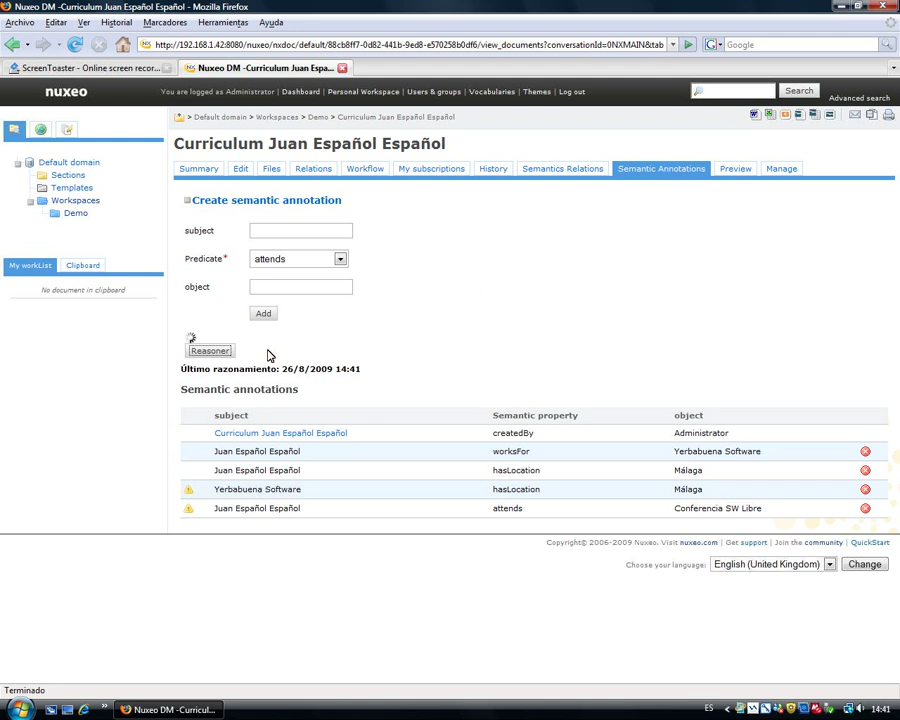 Nuxeo DM -Curriculum Juan Español Español - Mozilla Firefox
Archivo Editar Ver Historial Marcadores Herramientas Ayuda
http://192.168.1.42:8080/nuxeo/nxdoc/default/88cb8ff7-0d82-441b-9ed8-e570258b0df6/view_documents?conversationId=0NXMAIN&tab
Google
ScreenToaster - Online screen recor...
Nuxeo DM -Curriculum Juan Españ...
nuxeo
You are logged as Administrator | Dashboard | Personal Workspace | Users & groups | Vocabularies | Themes | Log out
Search
Advanced search
> Default domain > Workspaces > Demo > Curriculum Juan Español Español
Curriculum Juan Español Español
Summary Edit Files Relations Workflow My subscriptions History Semantics Relations Semantic Annotations Preview Manage
Default domain
Sections
Templates
Workspaces
Demo
My workList Clipboard
No document in clipboard
Create semantic annotation
subject
Predicate* attends
object
Add
Reasoner
Último razonamiento: 26/8/2009 14:41
Semantic annotations
subject Semantic property object
Curriculum Juan Español Español createdBy Administrator
Juan Español Español worksFor Yerbabuena Software
Juan Español Español hasLocation Málaga
Yerbabuena Software hasLocation Málaga
Juan Español Español attends Conferencia SW Libre
Copyright© 2006-2009 Nuxeo. Visit nuxeo.com | Get support | Join the community | QuickStart
Choose your language: English (United Kingdom) Change
Terminado
Nuxeo DM -Curricul...
ES
14:41